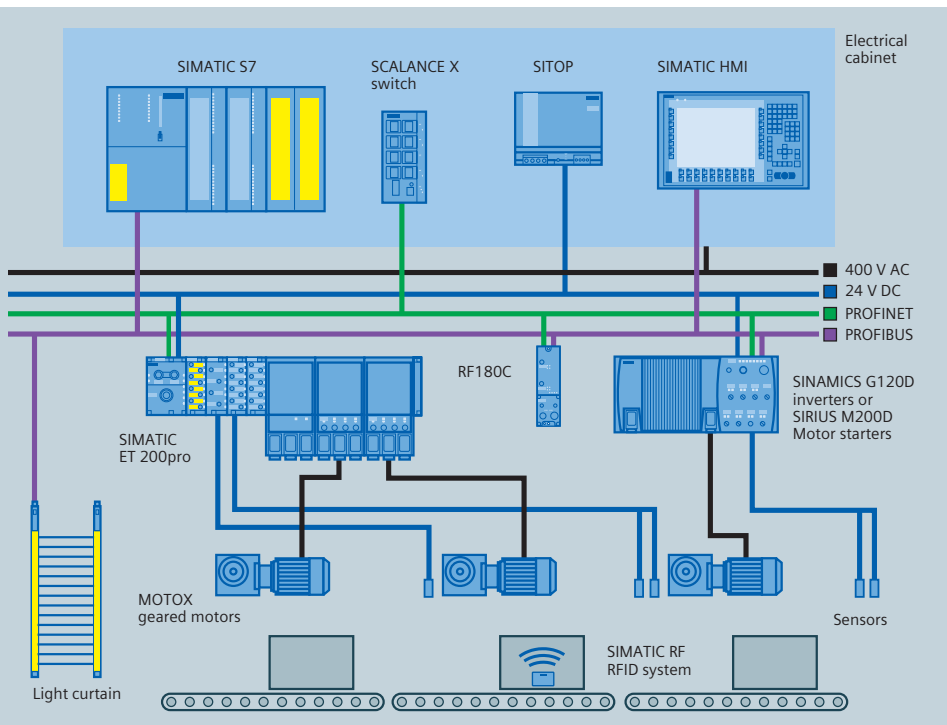 Electrical
cabinet
SIMATIC S7
SCALANCE X
switch
SITOP
SIMATIC HMI
400 V AC
24 V DC
PROFINET
PROFIBUS
RF180C
SINAMICS G120D
inverters or
SIRIUS M200D
Motor starters
SIMATIC
ET 200pro
MOTOX
geared motors
Sensors
SIMATIC RF
RFID system
Light curtain